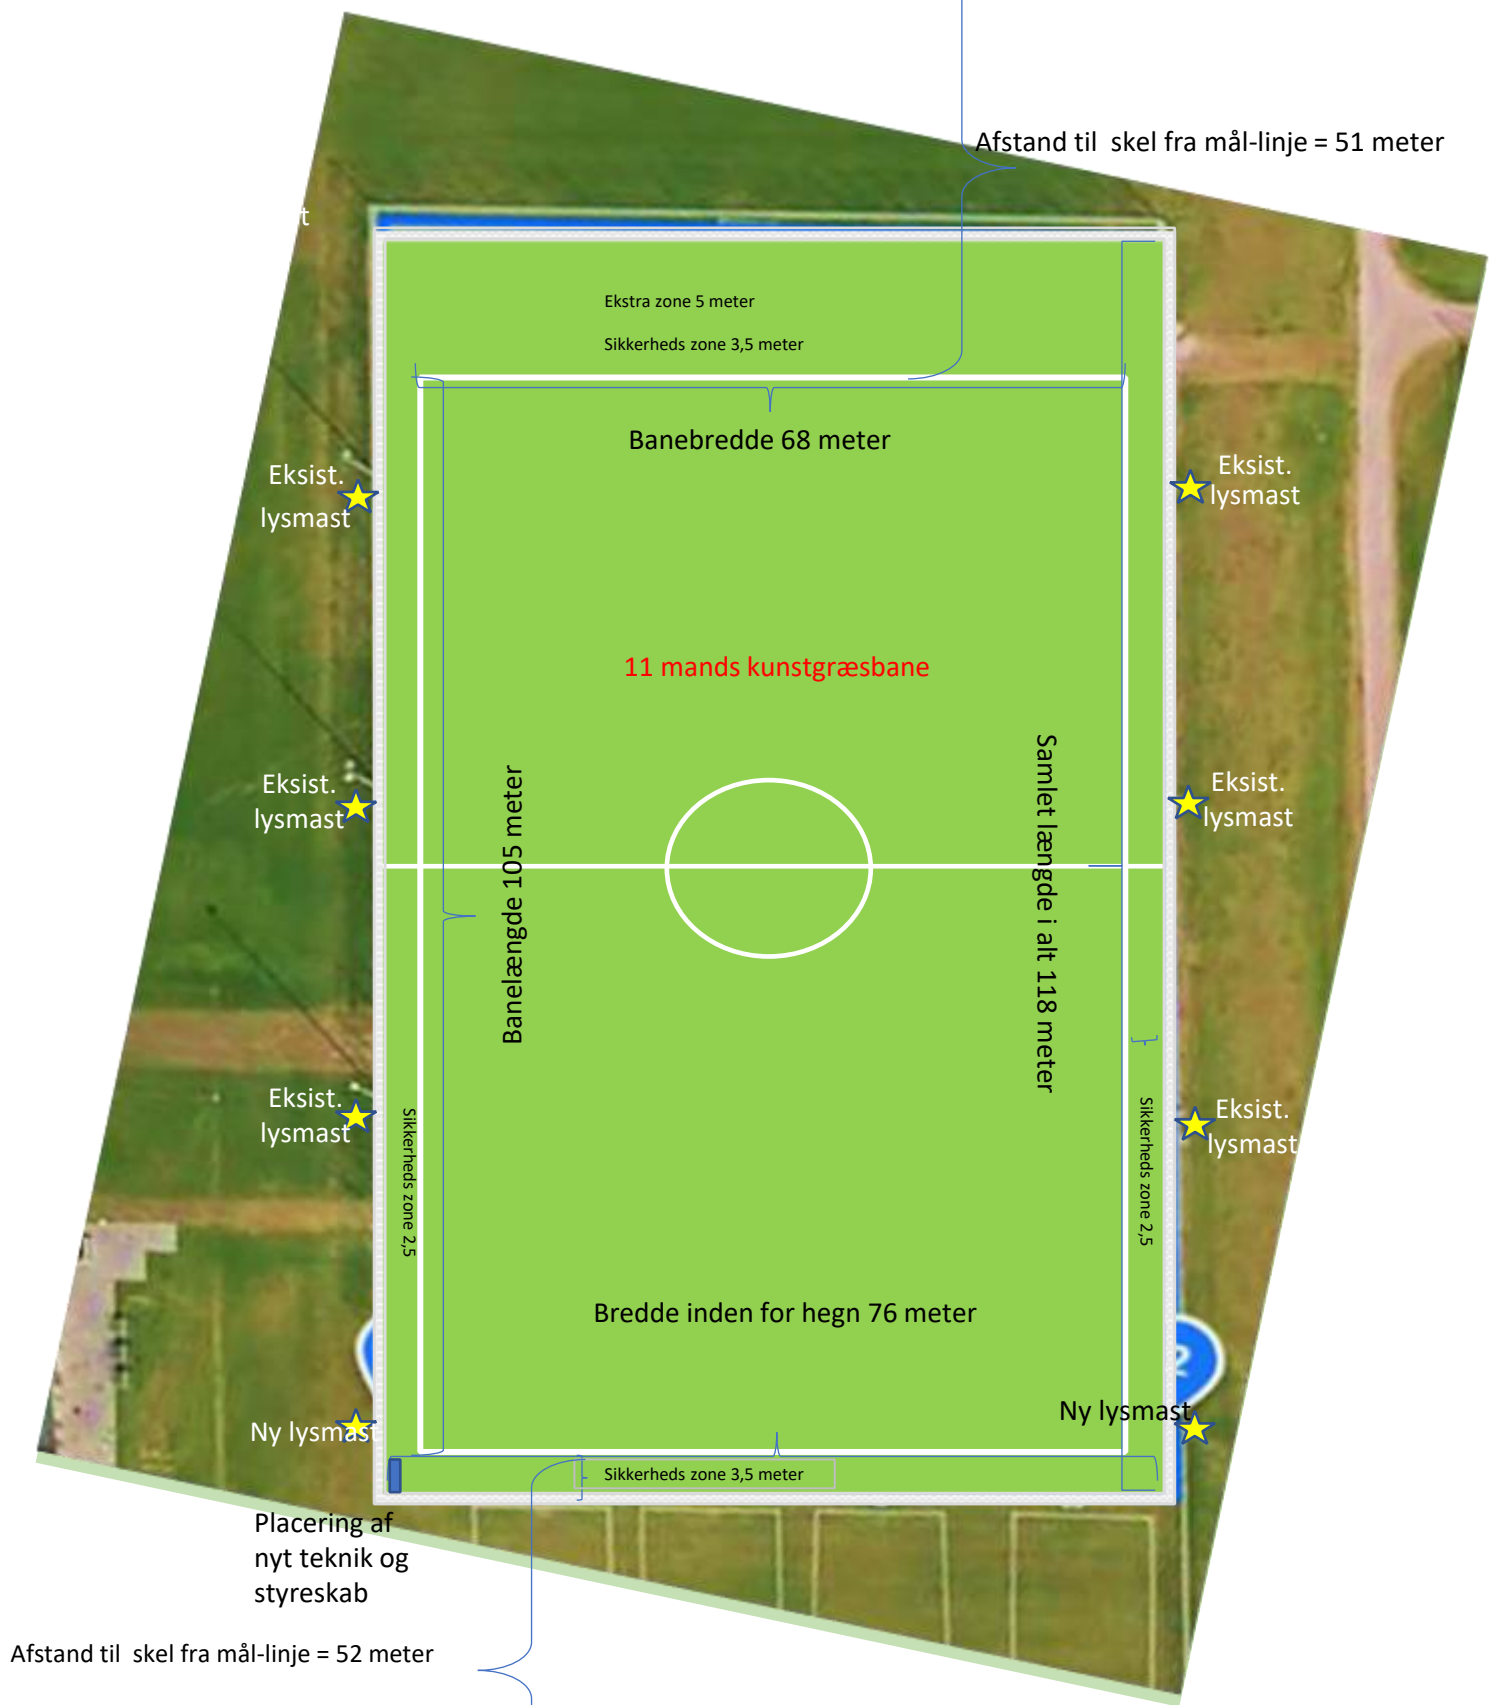 Afstand til  skel fra mål-linje = 51 meter
t
Ekstra zone 5 meter
Sikkerheds zone 3,5 meter
Banebredde 68 meter
Eksist.
lysmast
Eksist.
lysmast
11 mands kunstgræsbane
Banelængde 105 meter
Samlet længde i alt 118 meter
Eksist.
lysmast
Eksist.
lysmast
Eksist.
lysmast
Eksist.
lysmast
Sikkerheds zone 2,5
Sikkerheds zone 2,5
Bredde inden for hegn 76 meter
2
Ny lysmast
Ny lysmast
Sikkerheds zone 3,5 meter
Placering af
nyt teknik og
styreskab
Afstand til  skel fra mål-linje = 52 meter